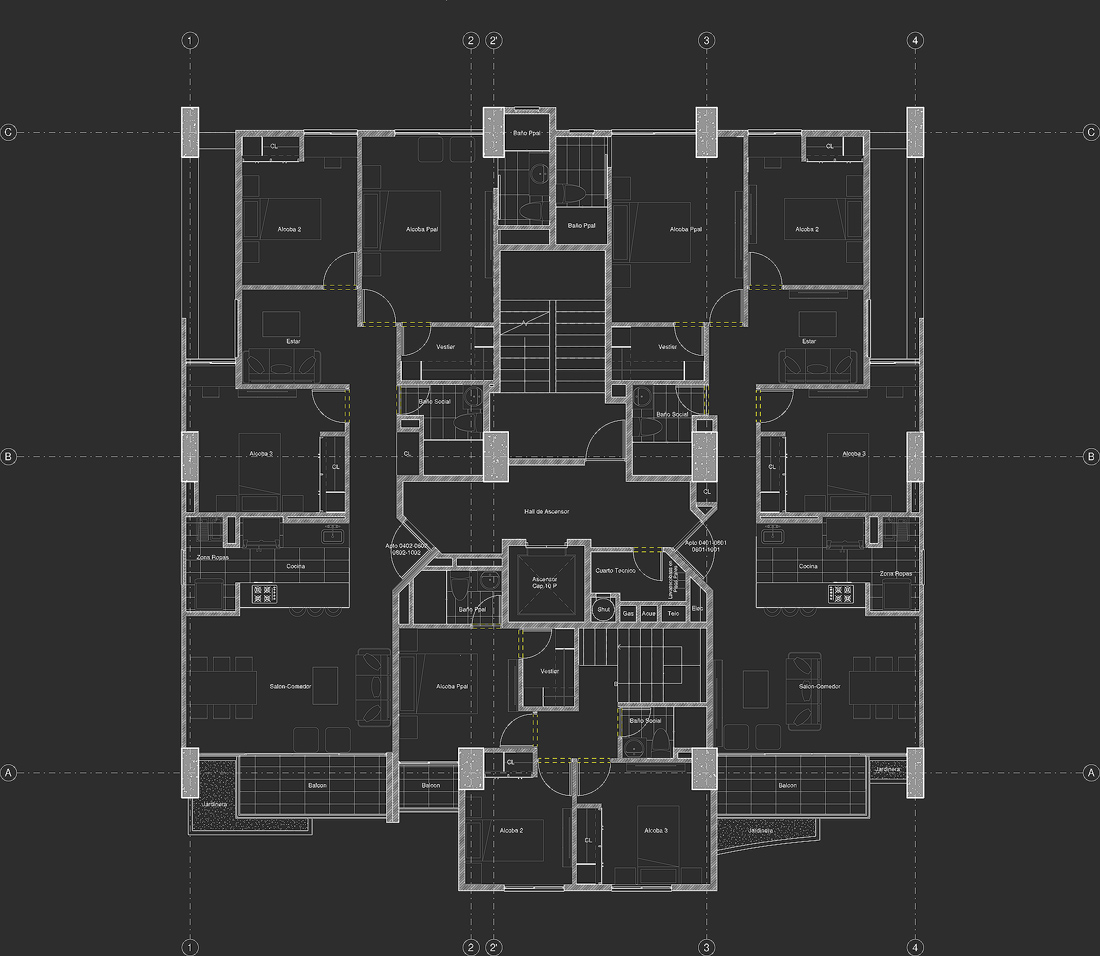 1
2
2'
3
4
C
C
Baño Ppal
CL
CL
Baño Ppal
Alcoba 2
Alcoba Ppal
Alcoba Ppal
Alcoba 2
Estar
Vestier
Vestier
Estar
Baño Social
Baño Social
B
Alcoba 3
CL
CL
CL
CL
Alcoba 3
B
CL
Hall de Ascensor
Apto 0402-0602
0802-1002
Apto 0401-0601
0801-1001
Zona Ropas
Cocina
Ascensor
Cap.10 P
Cuarto Tecnico
Cocina
Zona Ropas
Baño Ppal
Shut
Gas
Acue
Telc
Elec
Salon-Comedor
Alcoba Ppal
Vestier
Salon-Comedor
Baño Social
CL
A
Jardinera
A
Balcon
Balcon
Balcon
Jardinera
Alcoba 2
CL
Alcoba 3
Jardinera
1
2
2'
3
4